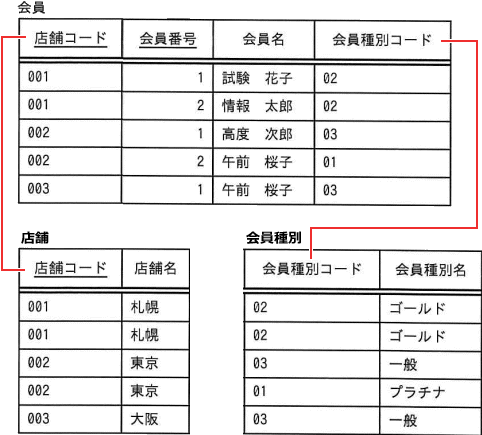 会員
店舗コード 会員番号 会員名 会員種別コード
001 1 試験 花子 02
001 2 情報 太郎 02
002 1 高度 次郎 03
002 2 午前 桜子 01
003 1 午前 桜子 03
店舗
店舗コード 店舗名
001 札幌
001 札幌
002 東京
002 東京
003 大阪
会員種別
会員種別コード 会員種別名
02 ゴールド
02 ゴールド
03 一般
01 プラチナ
03 一般